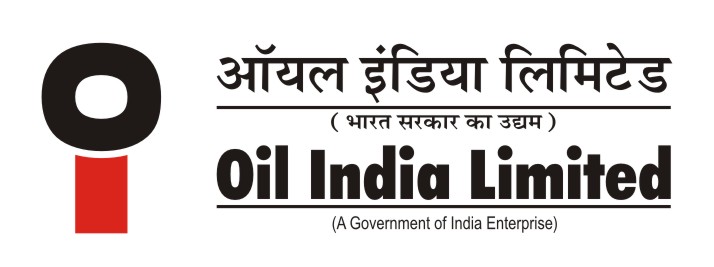 ऑयल इंडिया लिमिटेड
( भारत सरकार का उद्यम )
Oil India Limited
(A Government of India Enterprise)